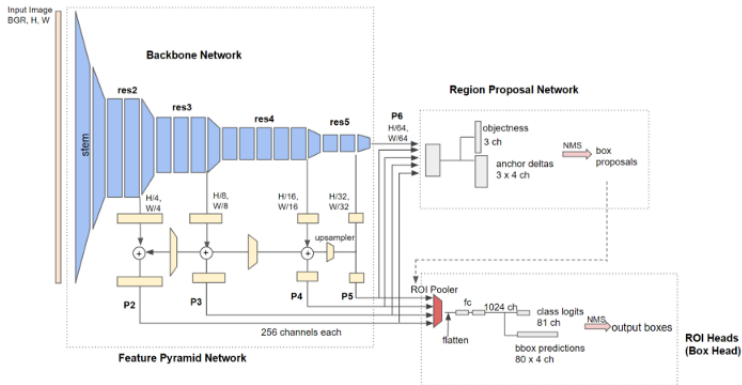 Input Image
BGR, H, W
Backbone Network
res2
res3
res4
res5
stem
P6
H/64,
W/64
Region Proposal Network
objectness
3 ch
anchor deltas
3 x 4 ch
NMS
box
proposals
H/4,
W/4
H/8,
W/8
H/16,
W/16
H/32,
W/32
upsampler
P2
P3
P4
P5
256 channels each
Feature Pyramid Network
ROI Pooler
fc
1024 ch
flatten
class logits
81 ch
bbox predictions
80 x 4 ch
NMS
output boxes
ROI Heads
(Box Head)